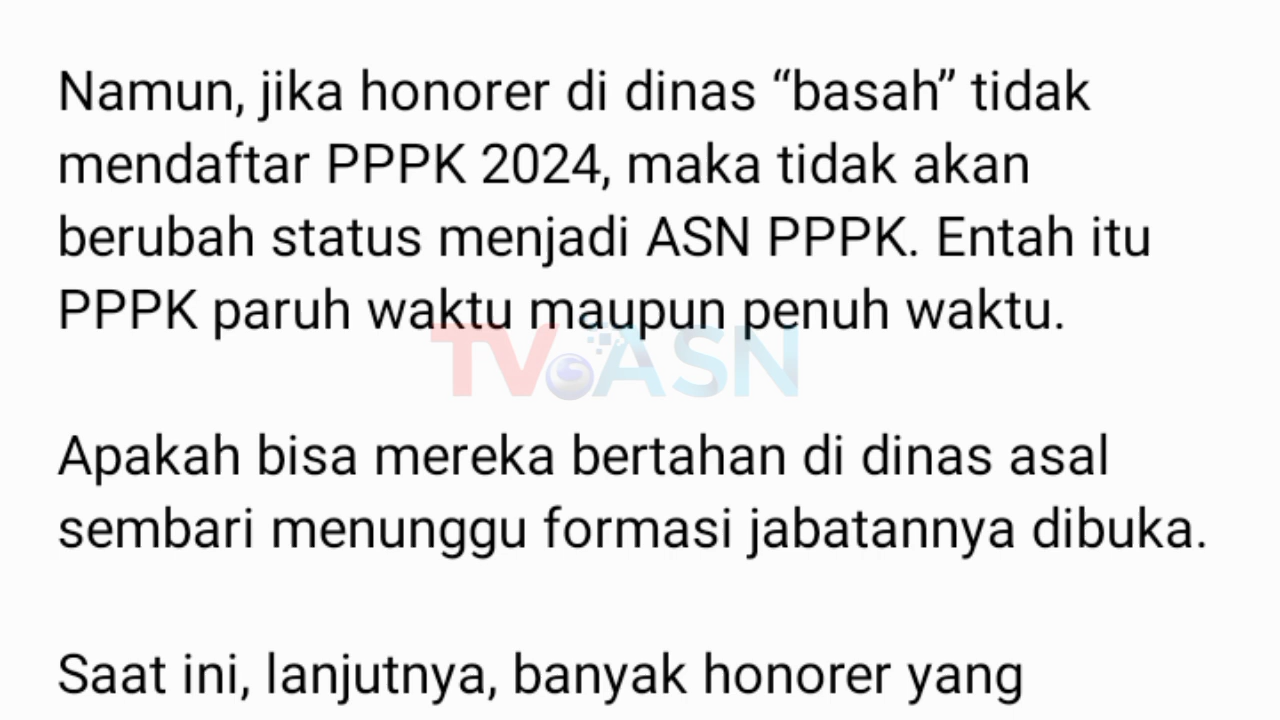 Namun, jika honorer di dinas “basah” tidak
mendaftar PPPK 2024, maka tidak akan
berubah status menjadi ASN PPPK. Entah itu
PPPK paruh waktu maupun penuh waktu.
TV ASN
Apakah bisa mereka bertahan di dinas asal
sembari menunggu formasi jabatannya dibuka.
Saat ini, lanjutnya, banyak honorer yang